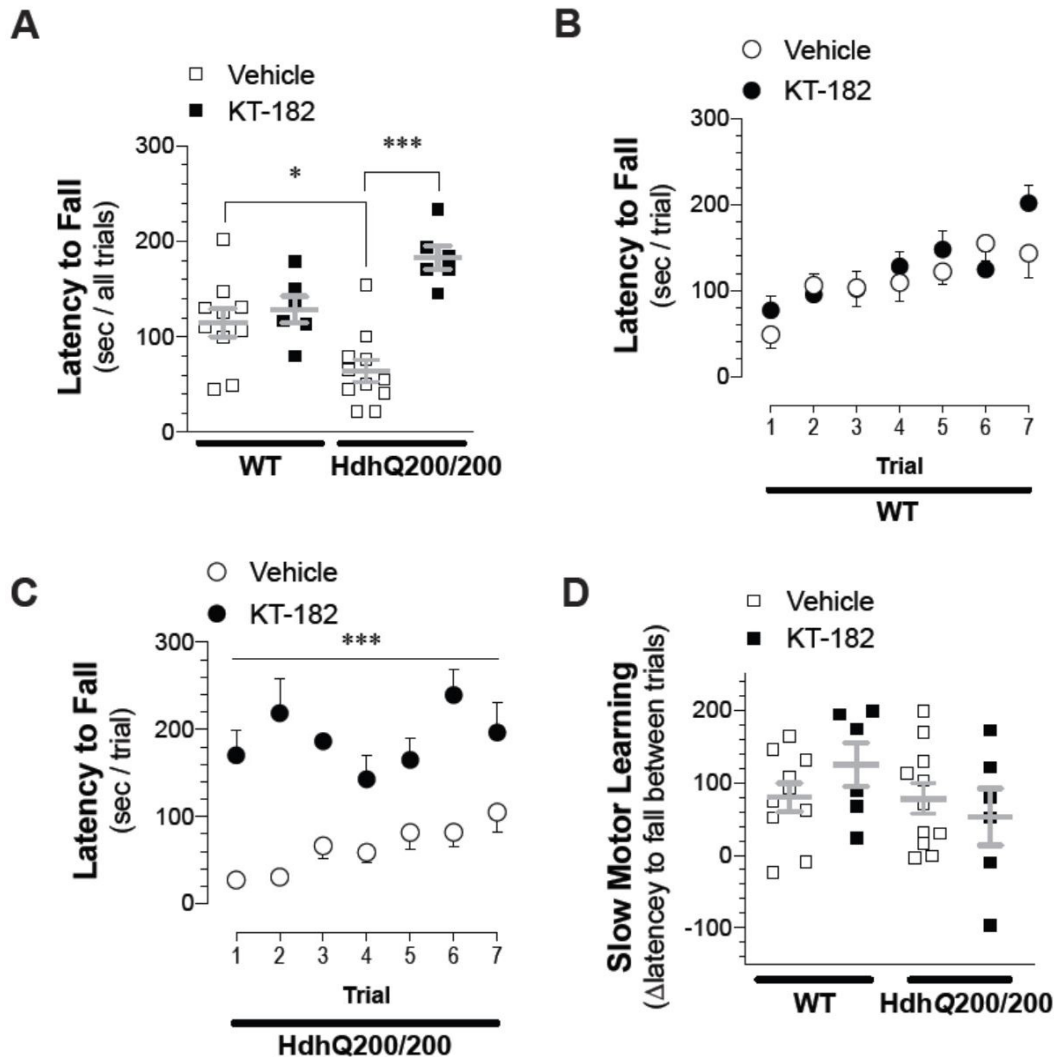 A
Vehicle
KT-182
Latency to Fall
(sec / all trials)
300
200
100
0
*
***
WT
HdhQ200/200
B
Vehicle
KT-182
Latency to Fall
(sec / trial)
300
200
100
0
1 2 3 4 5 6 7
Trial
WT
C
Vehicle
KT-182
Latency to Fall
(sec / trial)
300
200
100
0
***
1 2 3 4 5 6 7
Trial
HdhQ200/200
D
Vehicle
KT-182
Slow Motor Learning
(Δlatencey to fall between trials)
200
100
0
-100
WT
HdhQ200/200